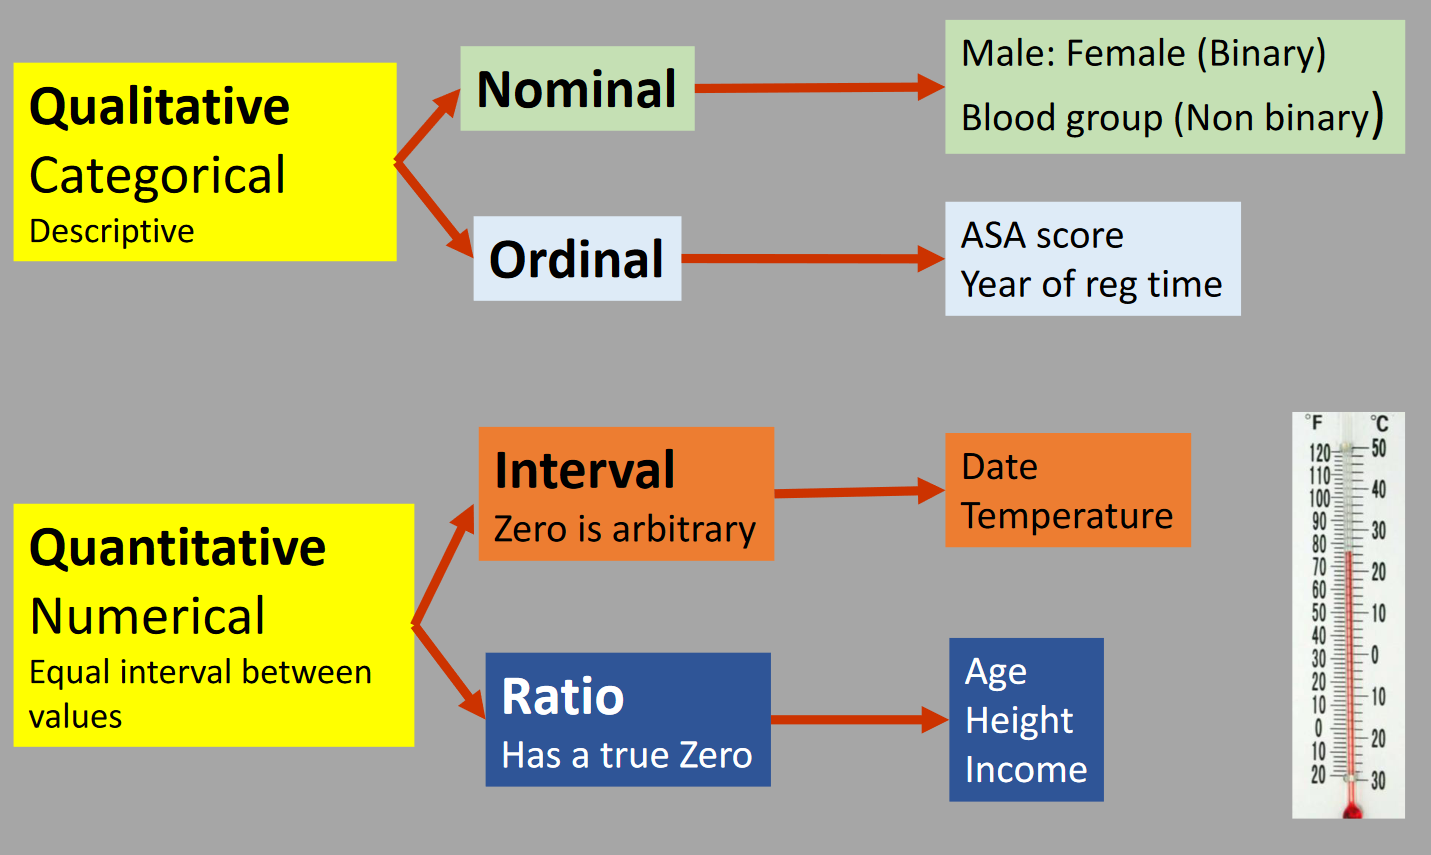 Qualitative
Categorical
Descriptive
Nominal
Male: Female (Binary)
Blood group (Non binary)
Ordinal
ASA score
Year of reg time
Quantitative
Numerical
Equal interval between
values
Interval
Zero is arbitrary
Date
Temperature
Ratio
Has a true Zero
Age
Height
Income
°F °C
120 50
110
100 40
90
80 30
70
60 20
50 10
40
30 0
20
10 10
0
10 20
20 30